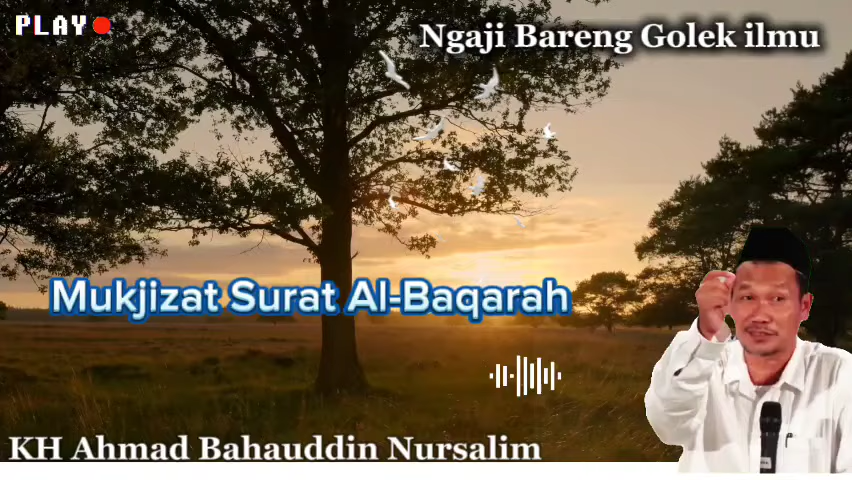 PLAY
Ngaji Bareng Golek ilmu
Mukjizat Surat Al-Baqarah
KH Ahmad Bahauddin Nursalim